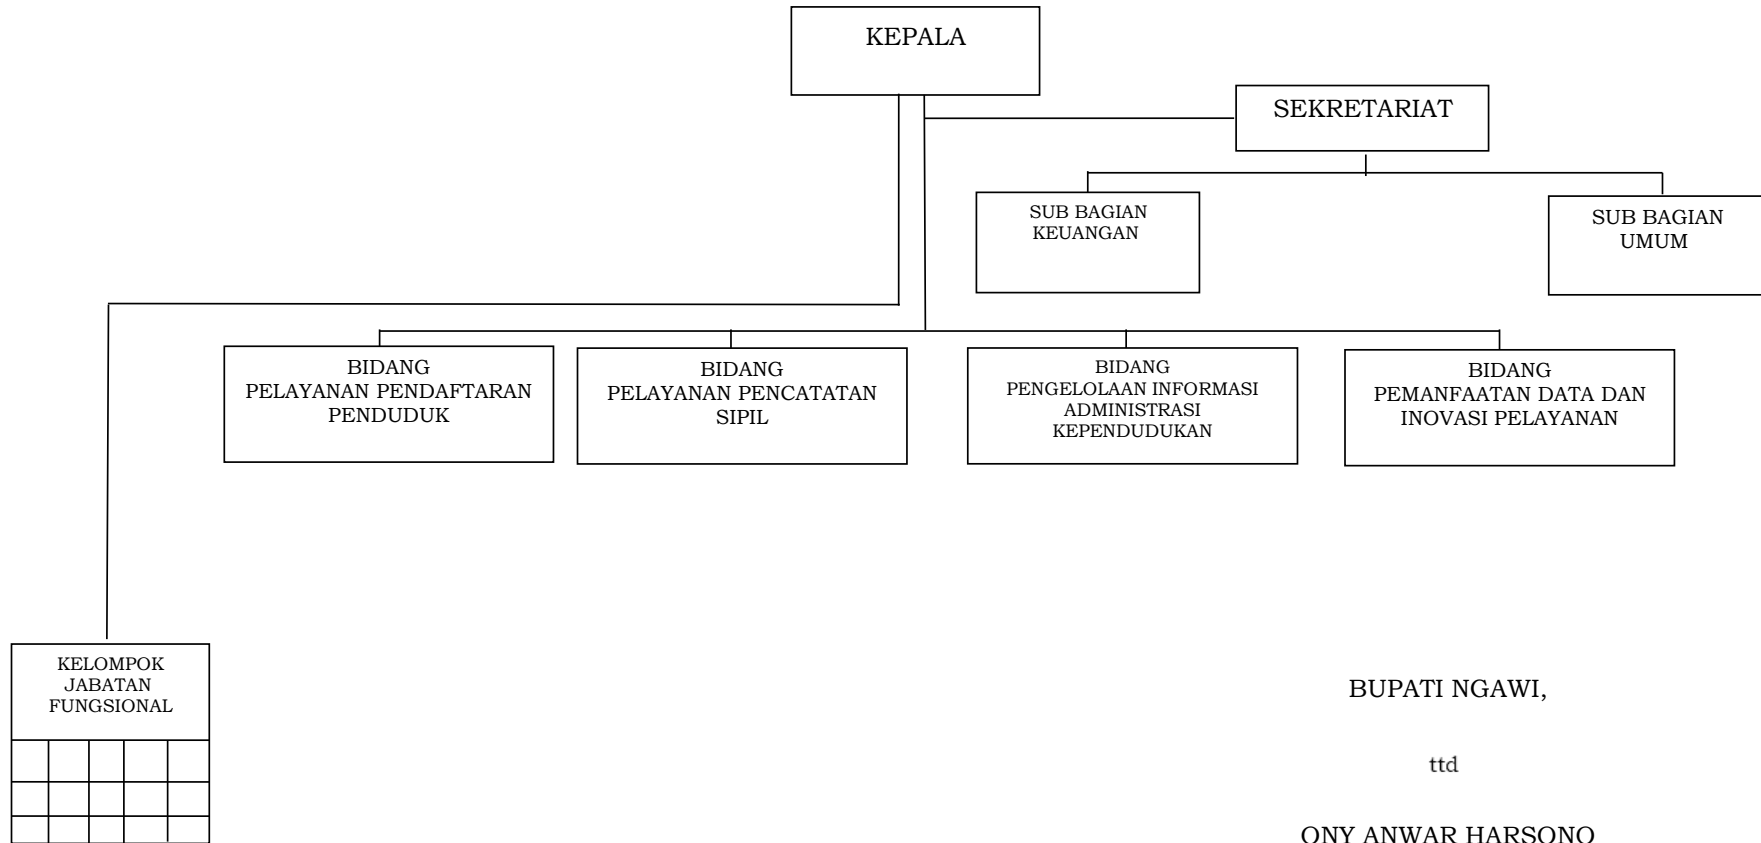 KEPALA
SEKRETARIAT
SUB BAGIAN
KEUANGAN
SUB BAGIAN
UMUM
BIDANG
PELAYANAN PENDAFTARAN
PENDUDUK
BIDANG
PELAYANAN PENCATATAN
SIPIL
BIDANG
PENGELOLAAN INFORMASI
ADMINISTRASI
KEPENDUDUKAN
BIDANG
PEMANFAATAN DATA DAN
INOVASI PELAYANAN
KELOMPOK
JABATAN
FUNGSIONAL
BUPATI NGAWI,
ttd
ONY ANWAR HARSONO